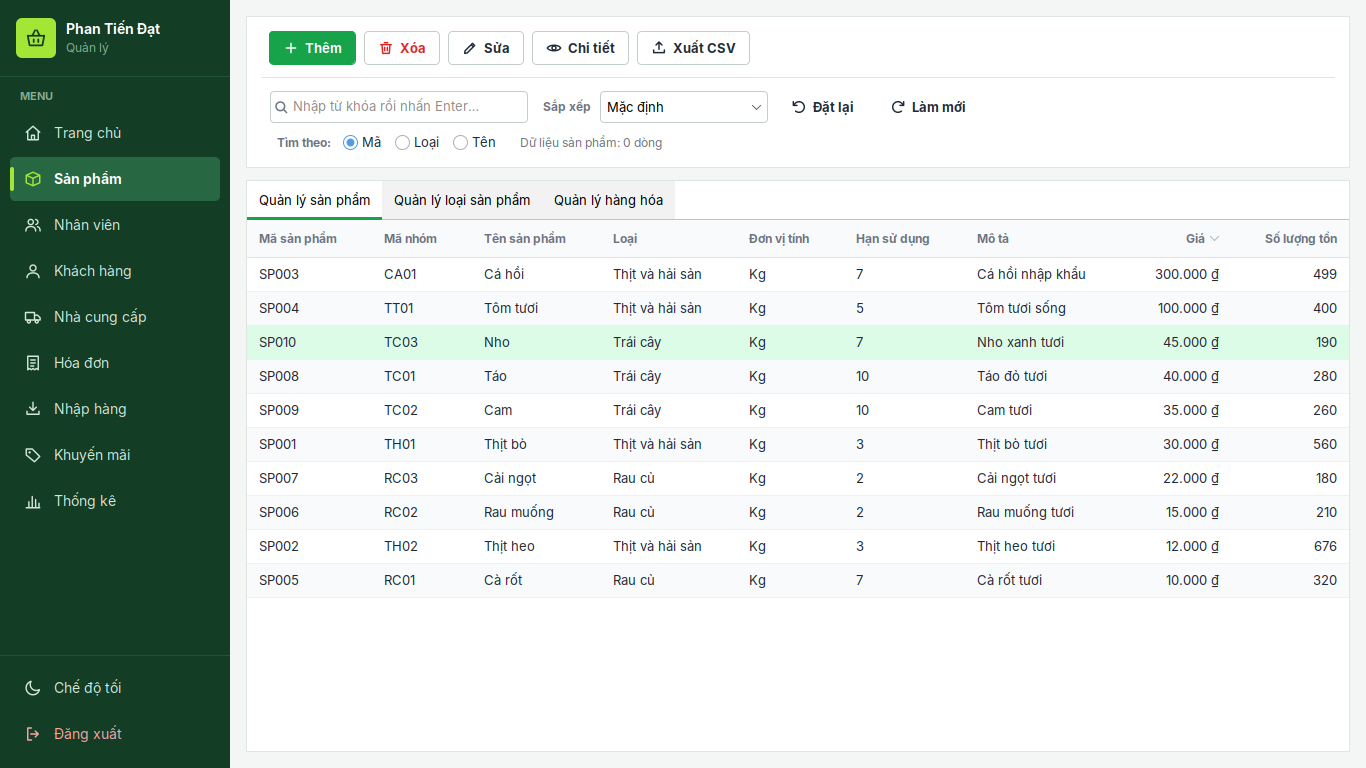 Phan Tiến Đạt
Quản lý
MENU
Trang chủ
Sản phẩm
Nhân viên
Khách hàng
Nhà cung cấp
Hóa đơn
Nhập hàng
Khuyến mãi
Thống kê
Chế độ tối
Đăng xuất
Thêm Xóa Sửa Chi tiết Xuất CSV
Nhập từ khóa rồi nhấn Enter... Sắp xếp Mặc định Đặt lại Làm mới
Tìm theo: Mã Loại Tên Dữ liệu sản phẩm: 0 dòng
Quản lý sản phẩm Quản lý loại sản phẩm Quản lý hàng hóa
Mã sản phẩm Mã nhóm Tên sản phẩm Loại Đơn vị tính Hạn sử dụng Mô tả Giá Số lượng tồn
SP003 CA01 Cá hồi Thịt và hải sản Kg 7 Cá hồi nhập khẩu 300.000 ₫ 499
SP004 TT01 Tôm tươi Thịt và hải sản Kg 5 Tôm tươi sống 100.000 ₫ 400
SP010 TC03 Nho Trái cây Kg 7 Nho xanh tươi 45.000 ₫ 190
SP008 TC01 Táo Trái cây Kg 10 Táo đỏ tươi 40.000 ₫ 280
SP009 TC02 Cam Trái cây Kg 10 Cam tươi 35.000 ₫ 260
SP001 TH01 Thịt bò Thịt và hải sản Kg 3 Thịt bò tươi 30.000 ₫ 560
SP007 RC03 Cải ngọt Rau củ Kg 2 Cải ngọt tươi 22.000 ₫ 180
SP006 RC02 Rau muống Rau củ Kg 2 Rau muống tươi 15.000 ₫ 210
SP002 TH02 Thịt heo Thịt và hải sản Kg 3 Thịt heo tươi 12.000 ₫ 676
SP005 RC01 Cà rốt Rau củ Kg 7 Cà rốt tươi 10.000 ₫ 320